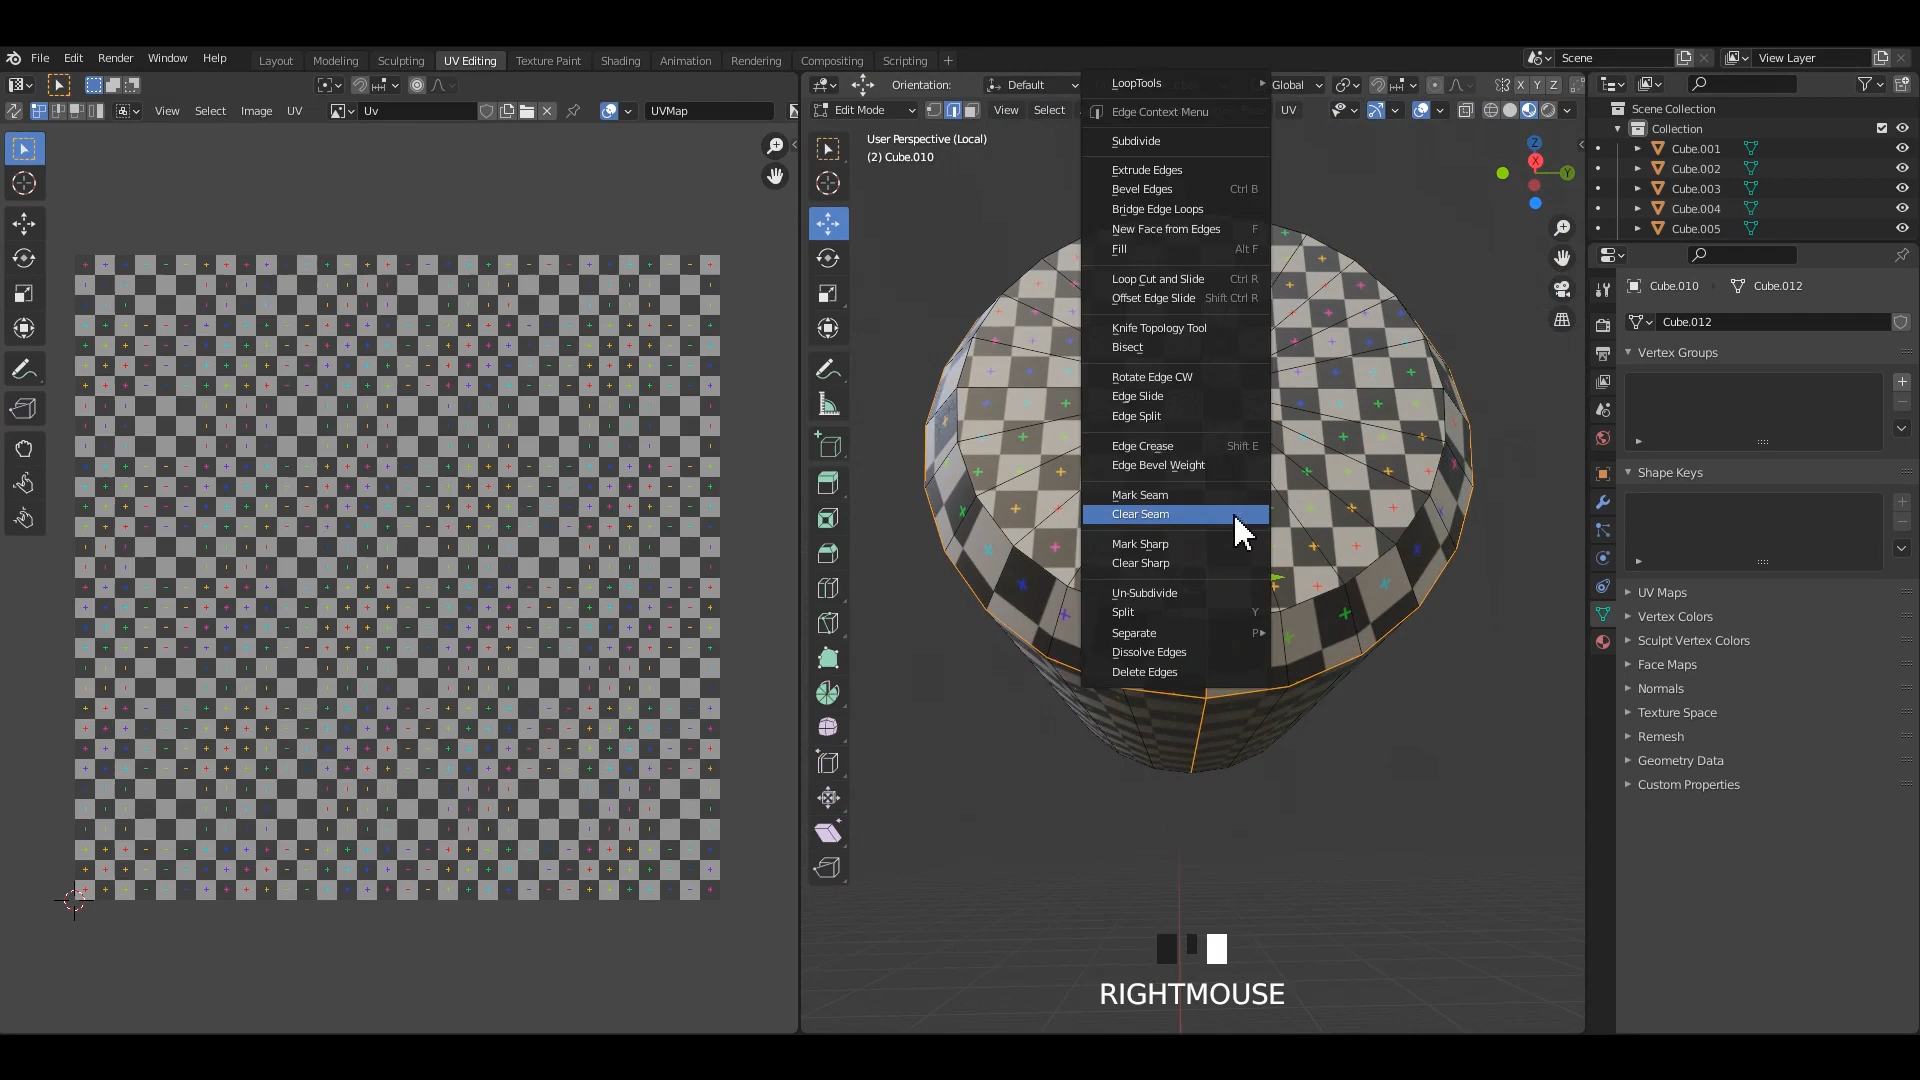 File Edit Render Window Help Layout Modeling Sculpting UV Editing Texture Paint Shading Animation Rendering Compositing Scripting + Scene View Layer
Orientation: Default Global X Y Z
View Select Image UV Uv UVMap
Edit Mode View Select UV
User Perspective (Local)
(2) Cube.010
LoopTools
Edge Context Menu
Subdivide
Extrude Edges
Bevel Edges Ctrl B
Bridge Edge Loops
New Face from Edges F
Fill Alt F
Loop Cut and Slide Ctrl R
Offset Edge Slide Shift Ctrl R
Knife Topology Tool
Bisect
Rotate Edge CW
Edge Slide
Edge Split
Edge Crease Shift E
Edge Bevel Weight
Mark Seam
Clear Seam
Mark Sharp
Clear Sharp
Un-Subdivide
Split Y
Separate P
Dissolve Edges
Delete Edges
Z
X
Y
RIGHTMOUSE
Scene Collection
Collection
Cube.001
Cube.002
Cube.003
Cube.004
Cube.005
Cube.010 Cube.012
Cube.012
Vertex Groups
Shape Keys
UV Maps
Vertex Colors
Sculpt Vertex Colors
Face Maps
Normals
Texture Space
Remesh
Geometry Data
Custom Properties